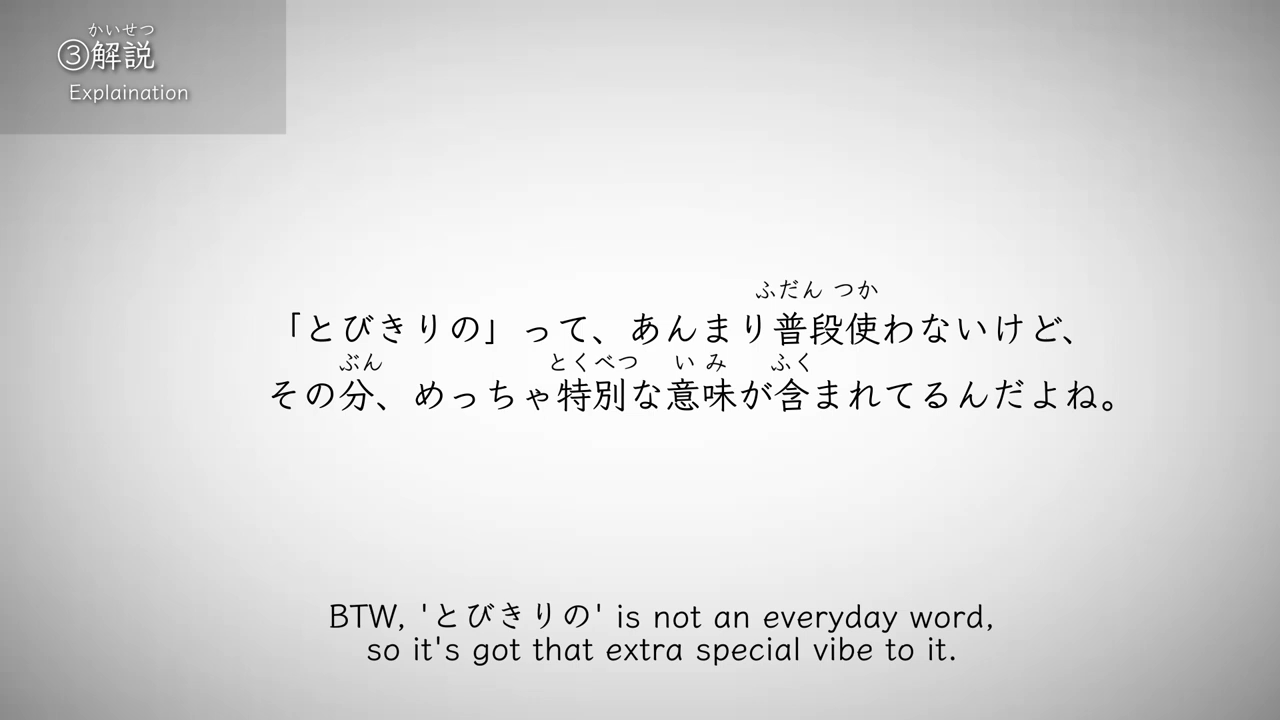 かいせつ
③解説
Explaination
ふだん つか
「とびきりの」って、あんまり普段使わないけど、
ぶん とくべつ い み ふく
その分、めっちゃ特別な意味が含まれてるんだよね。
BTW, 'とびきりの' is not an everyday word,
so it's got that extra special vibe to it.